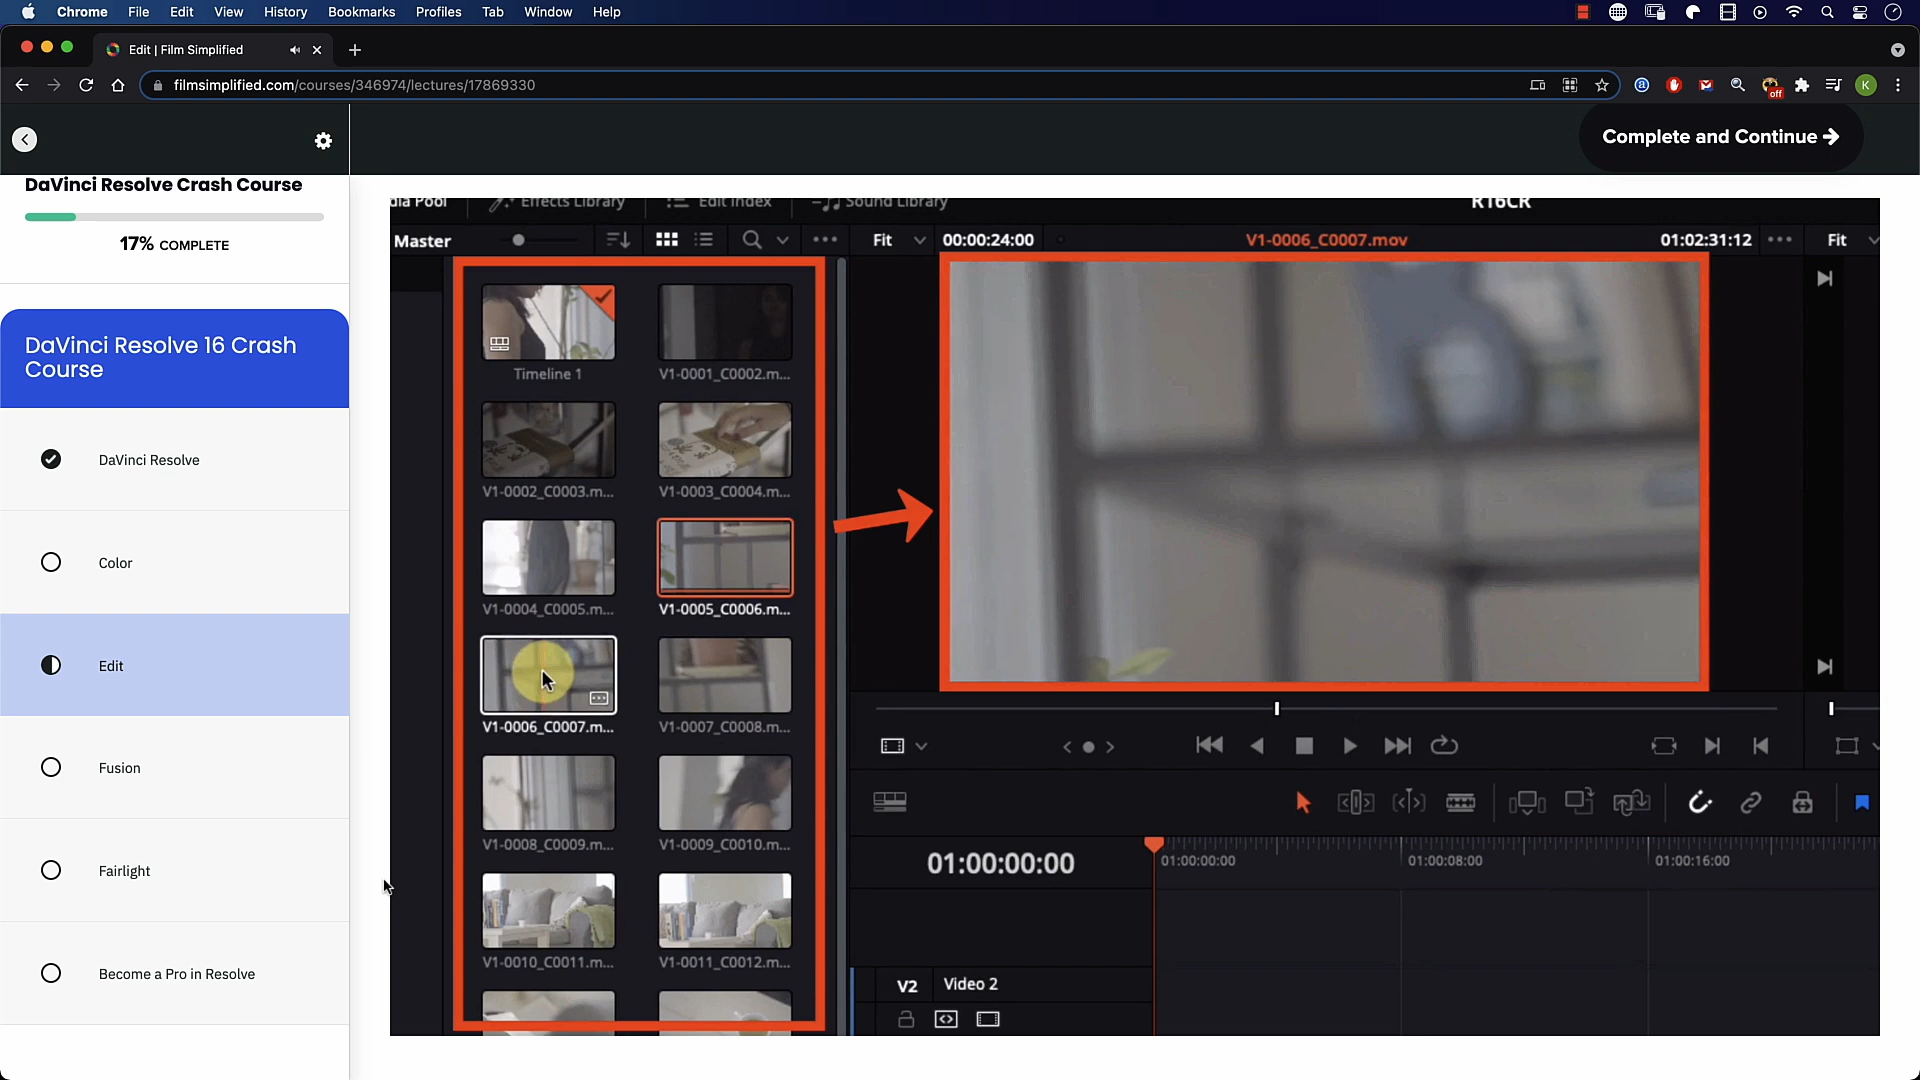 Chrome File Edit View History Bookmarks Profiles Tab Window Help
Edit | Film Simplified
filmsimplified.com/courses/346974/lectures/17869330
off
K
Complete and Continue
DaVinci Resolve Crash Course
17% COMPLETE
DaVinci Resolve 16 Crash
Course
DaVinci Resolve
Color
Edit
Fusion
Fairlight
Become a Pro in Resolve
dia Pool Effects Library Edit Index Sound Library R16CR
Master Fit 00:00:24:00 V1-0006_C0007.mov 01:02:31:12 Fit
Timeline 1 V1-0001_C0002.m...
V1-0002_C0003.m... V1-0003_C0004.m...
V1-0004_C0005.m... V1-0005_C0006.m...
V1-0006_C0007.m... V1-0007_C0008.m...
V1-0008_C0009.m... V1-0009_C0010.m...
V1-0010_C0011.m... V1-0011_C0012.m...
01:00:00:00 01:00:00:00 01:00:08:00 01:00:16:00
V2 Video 2